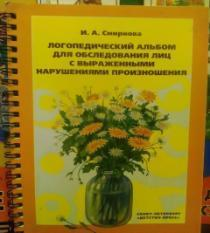 И. А. Смирнова
ЛОГОПЕДИЧЕСКИЙ АЛЬБОМ
ДЛЯ ОБСЛЕДОВАНИЯ ЛИЦ
С ВЫРАЖЕННЫМИ
НАРУШЕНИЯМИ ПРОИЗНОШЕНИЯ
САНКТ-ПЕТЕРБУРГ
«ДЕТСТВО-ПРЕСС»